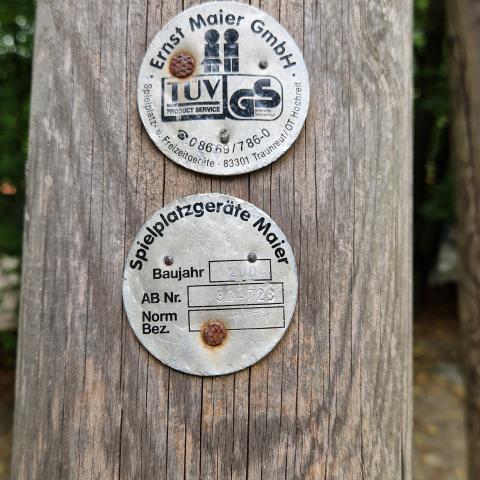 Ernst Maier GmbH
TÜV
PRODUCT SERVICE
GS
☎ 08669/786-0
Spielplatz- u. Freizeitgeräte · 83301 Traunreut/OT Hochreit
Spielplatzgeräte Maier
Baujahr
AB Nr.
Norm
Bez.